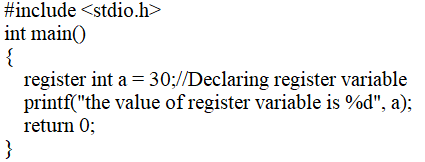 #include <stdio.h>
int main()
{
register int a = 30;//Declaring register variable
printf("the value of register variable is %d", a);
return 0;
}